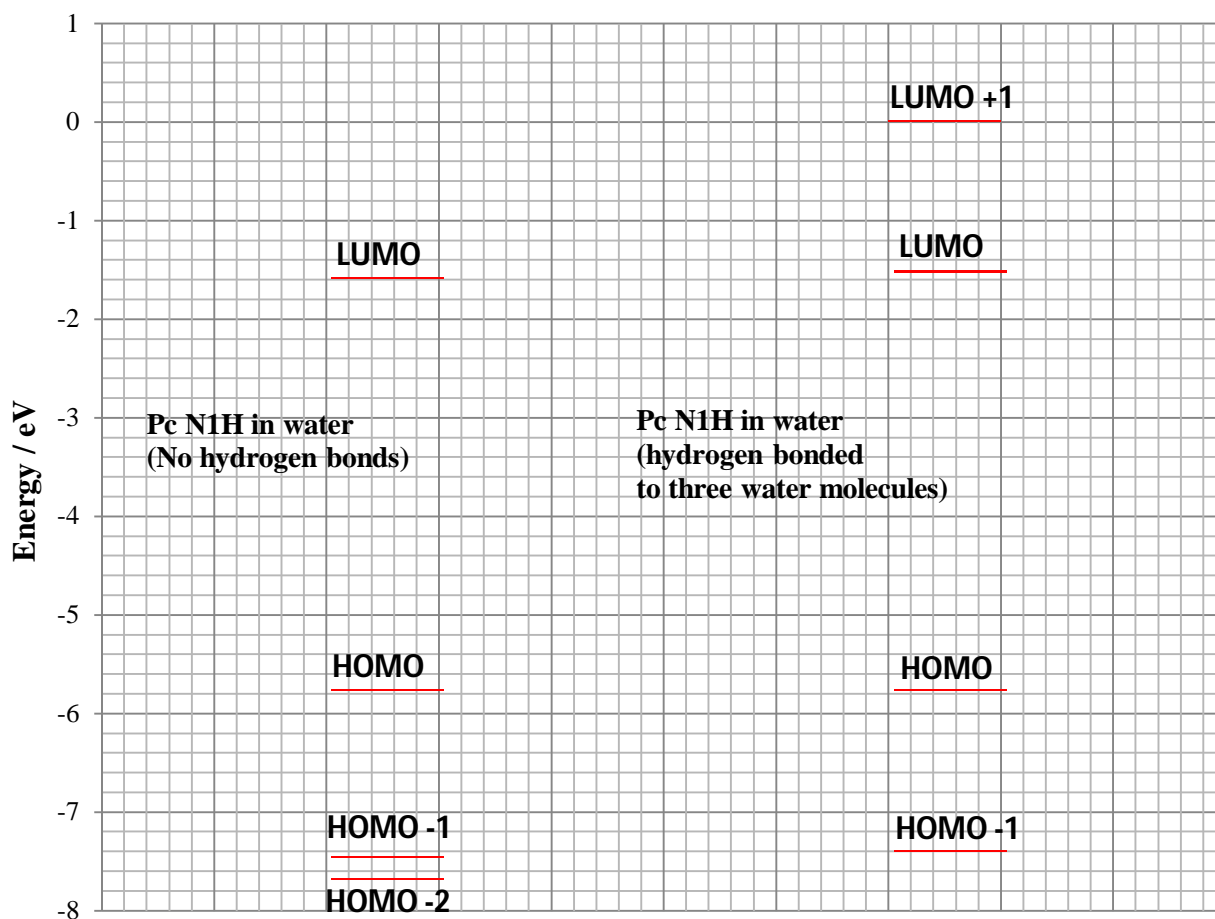 1
LUMO +1
0
-1
LUMO
LUMO
-2
-3
Pc N1H in water
(No hydrogen bonds)
Pc N1H in water
(hydrogen bonded
to three water molecules)
-4
Energy / eV
-5
HOMO
HOMO
-6
-7
HOMO -1
HOMO -1
HOMO -2
-8